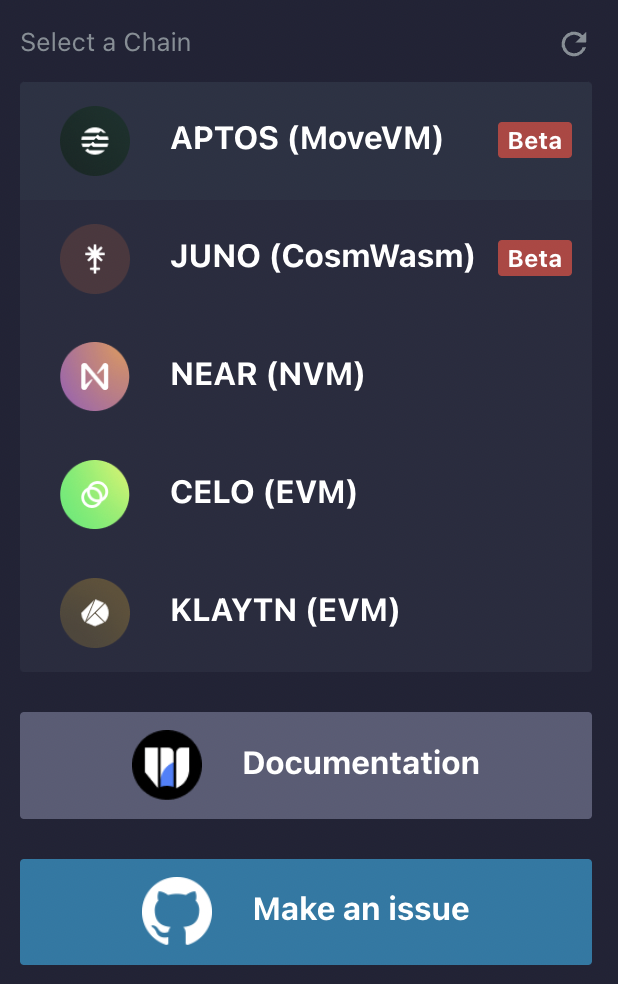 Select a Chain
APTOS (MoveVM) Beta
JUNO (CosmWasm) Beta
NEAR (NVM)
CELO (EVM)
KLAYTN (EVM)
Documentation
Make an issue